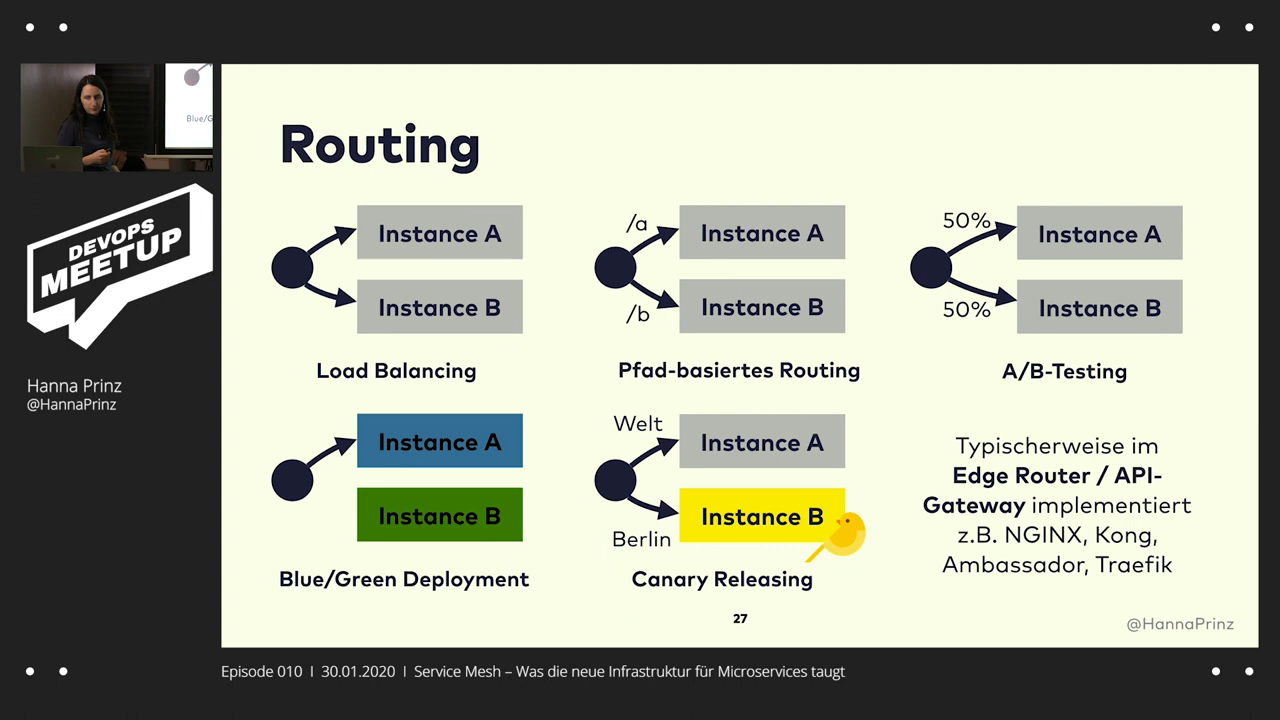 Routing
Instance A
Instance B
Load Balancing
/a
Instance A
/b
Instance B
Pfad-basiertes Routing
50%
Instance A
50%
Instance B
A/B-Testing
Instance A
Instance B
Blue/Green Deployment
Welt
Instance A
Instance B
Berlin
Canary Releasing
Typischerweise im
Edge Router / API-
Gateway implementiert
z.B. NGINX, Kong,
Ambassador, Traefik
27
@HannaPrinz
Blue/G
DEVOPS
MEETUP
Hanna Prinz
@HannaPrinz
Episode 010 I 30.01.2020 I Service Mesh – Was die neue Infrastruktur für Microservices taugt